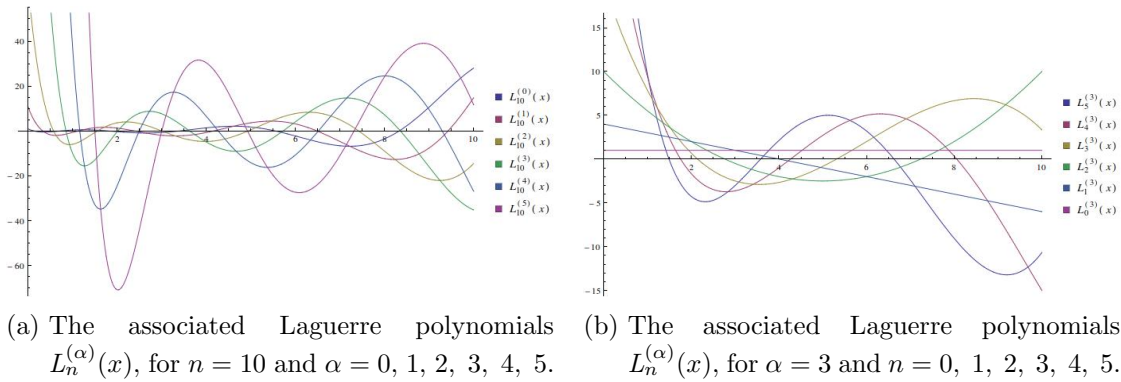 40
20
-20
-40
-60
2
4
6
8
10
L_{10}^{(0)}(x)
L_{10}^{(1)}(x)
L_{10}^{(2)}(x)
L_{10}^{(3)}(x)
L_{10}^{(4)}(x)
L_{10}^{(5)}(x)
15
10
5
-5
-10
-15
2
4
6
8
10
L_5^{(3)}(x)
L_4^{(3)}(x)
L_3^{(3)}(x)
L_2^{(3)}(x)
L_1^{(3)}(x)
L_0^{(3)}(x)
(a) The associated Laguerre polynomials
L_n^{(α)}(x), for n = 10 and α = 0, 1, 2, 3, 4, 5.
(b) The associated Laguerre polynomials
L_n^{(α)}(x), for α = 3 and n = 0, 1, 2, 3, 4, 5.